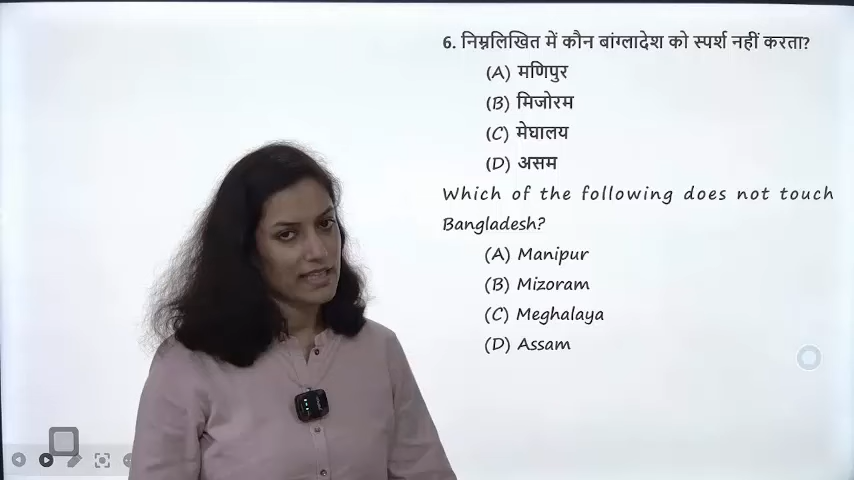 6. निम्नलिखित में कौन बांग्लादेश को स्पर्श नहीं करता?
(A) मणिपुर
(B) मिजोरम
(C) मेघालय
(D) असम
Which of the following does not touch
Bangladesh?
(A) Manipur
(B) Mizoram
(C) Meghalaya
(D) Assam